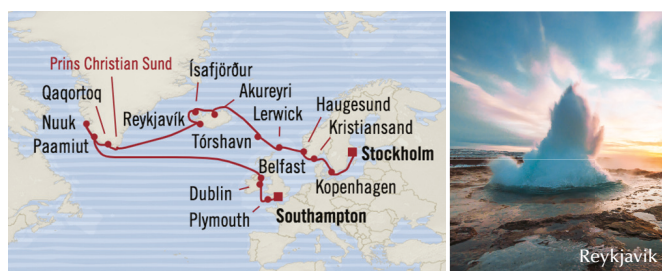 Prins Christian Sund
Ísafjörður
Qaqortoq
Akureyri
Haugesund
Nuuk
Reykjavík
Lerwick
Kristiansand
Paamiut
Tórshavn
Stockholm
Belfast
Dublin
Kopenhagen
Plymouth
Southampton
Reykjavik